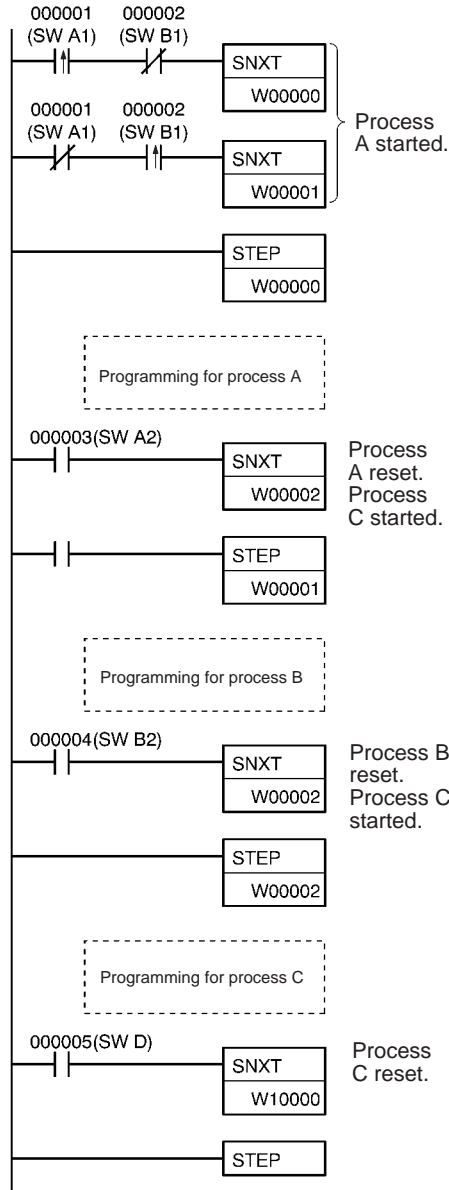 000001 000002
(SW A1) (SW B1)
SNXT
W00000
Process
A started.
000001 000002
(SW A1) (SW B1)
SNXT
W00001
STEP
W00000
Programming for process A
000003(SW A2)
SNXT
W00002
Process
A reset.
Process
C started.
STEP
W00001
Programming for process B
000004(SW B2)
SNXT
W00002
Process B
reset.
Process C
started.
STEP
W00002
Programming for process C
000005(SW D)
SNXT
W10000
Process
C reset.
STEP